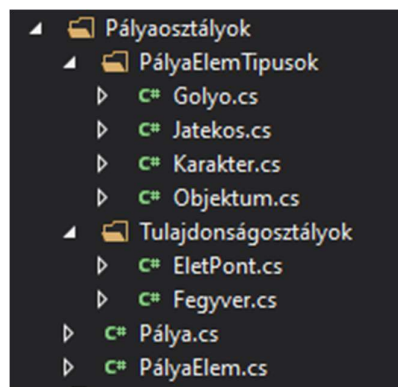 Pályaosztályok
PályaElemTipusok
C# Golyo.cs
C# Jatekos.cs
C# Karakter.cs
C# Objektum.cs
Tulajdonságosztályok
C# EletPont.cs
C# Fegyver.cs
C# Pálya.cs
C# PályaElem.cs